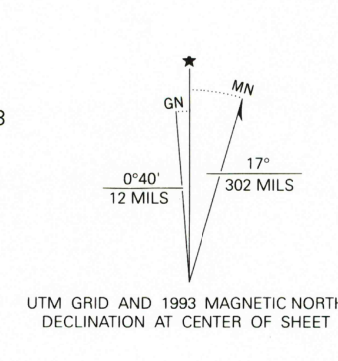 MN
GN
0°40'
12 MILS
17°
302 MILS
UTM GRID AND 1993 MAGNETIC NORTH
DECLINATION AT CENTER OF SHEET